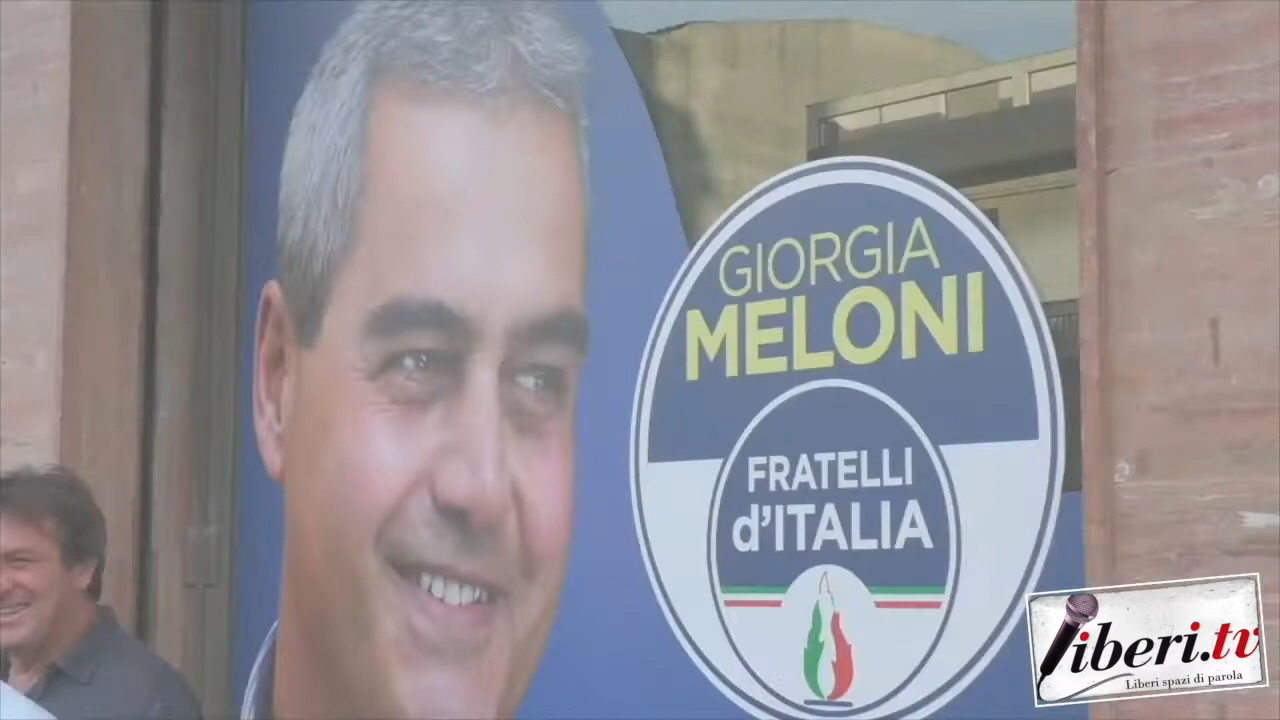 GIORGIA
MELONI
FRATELLI
d'ITALIA
liberi.tv
Liberi spazi di parola